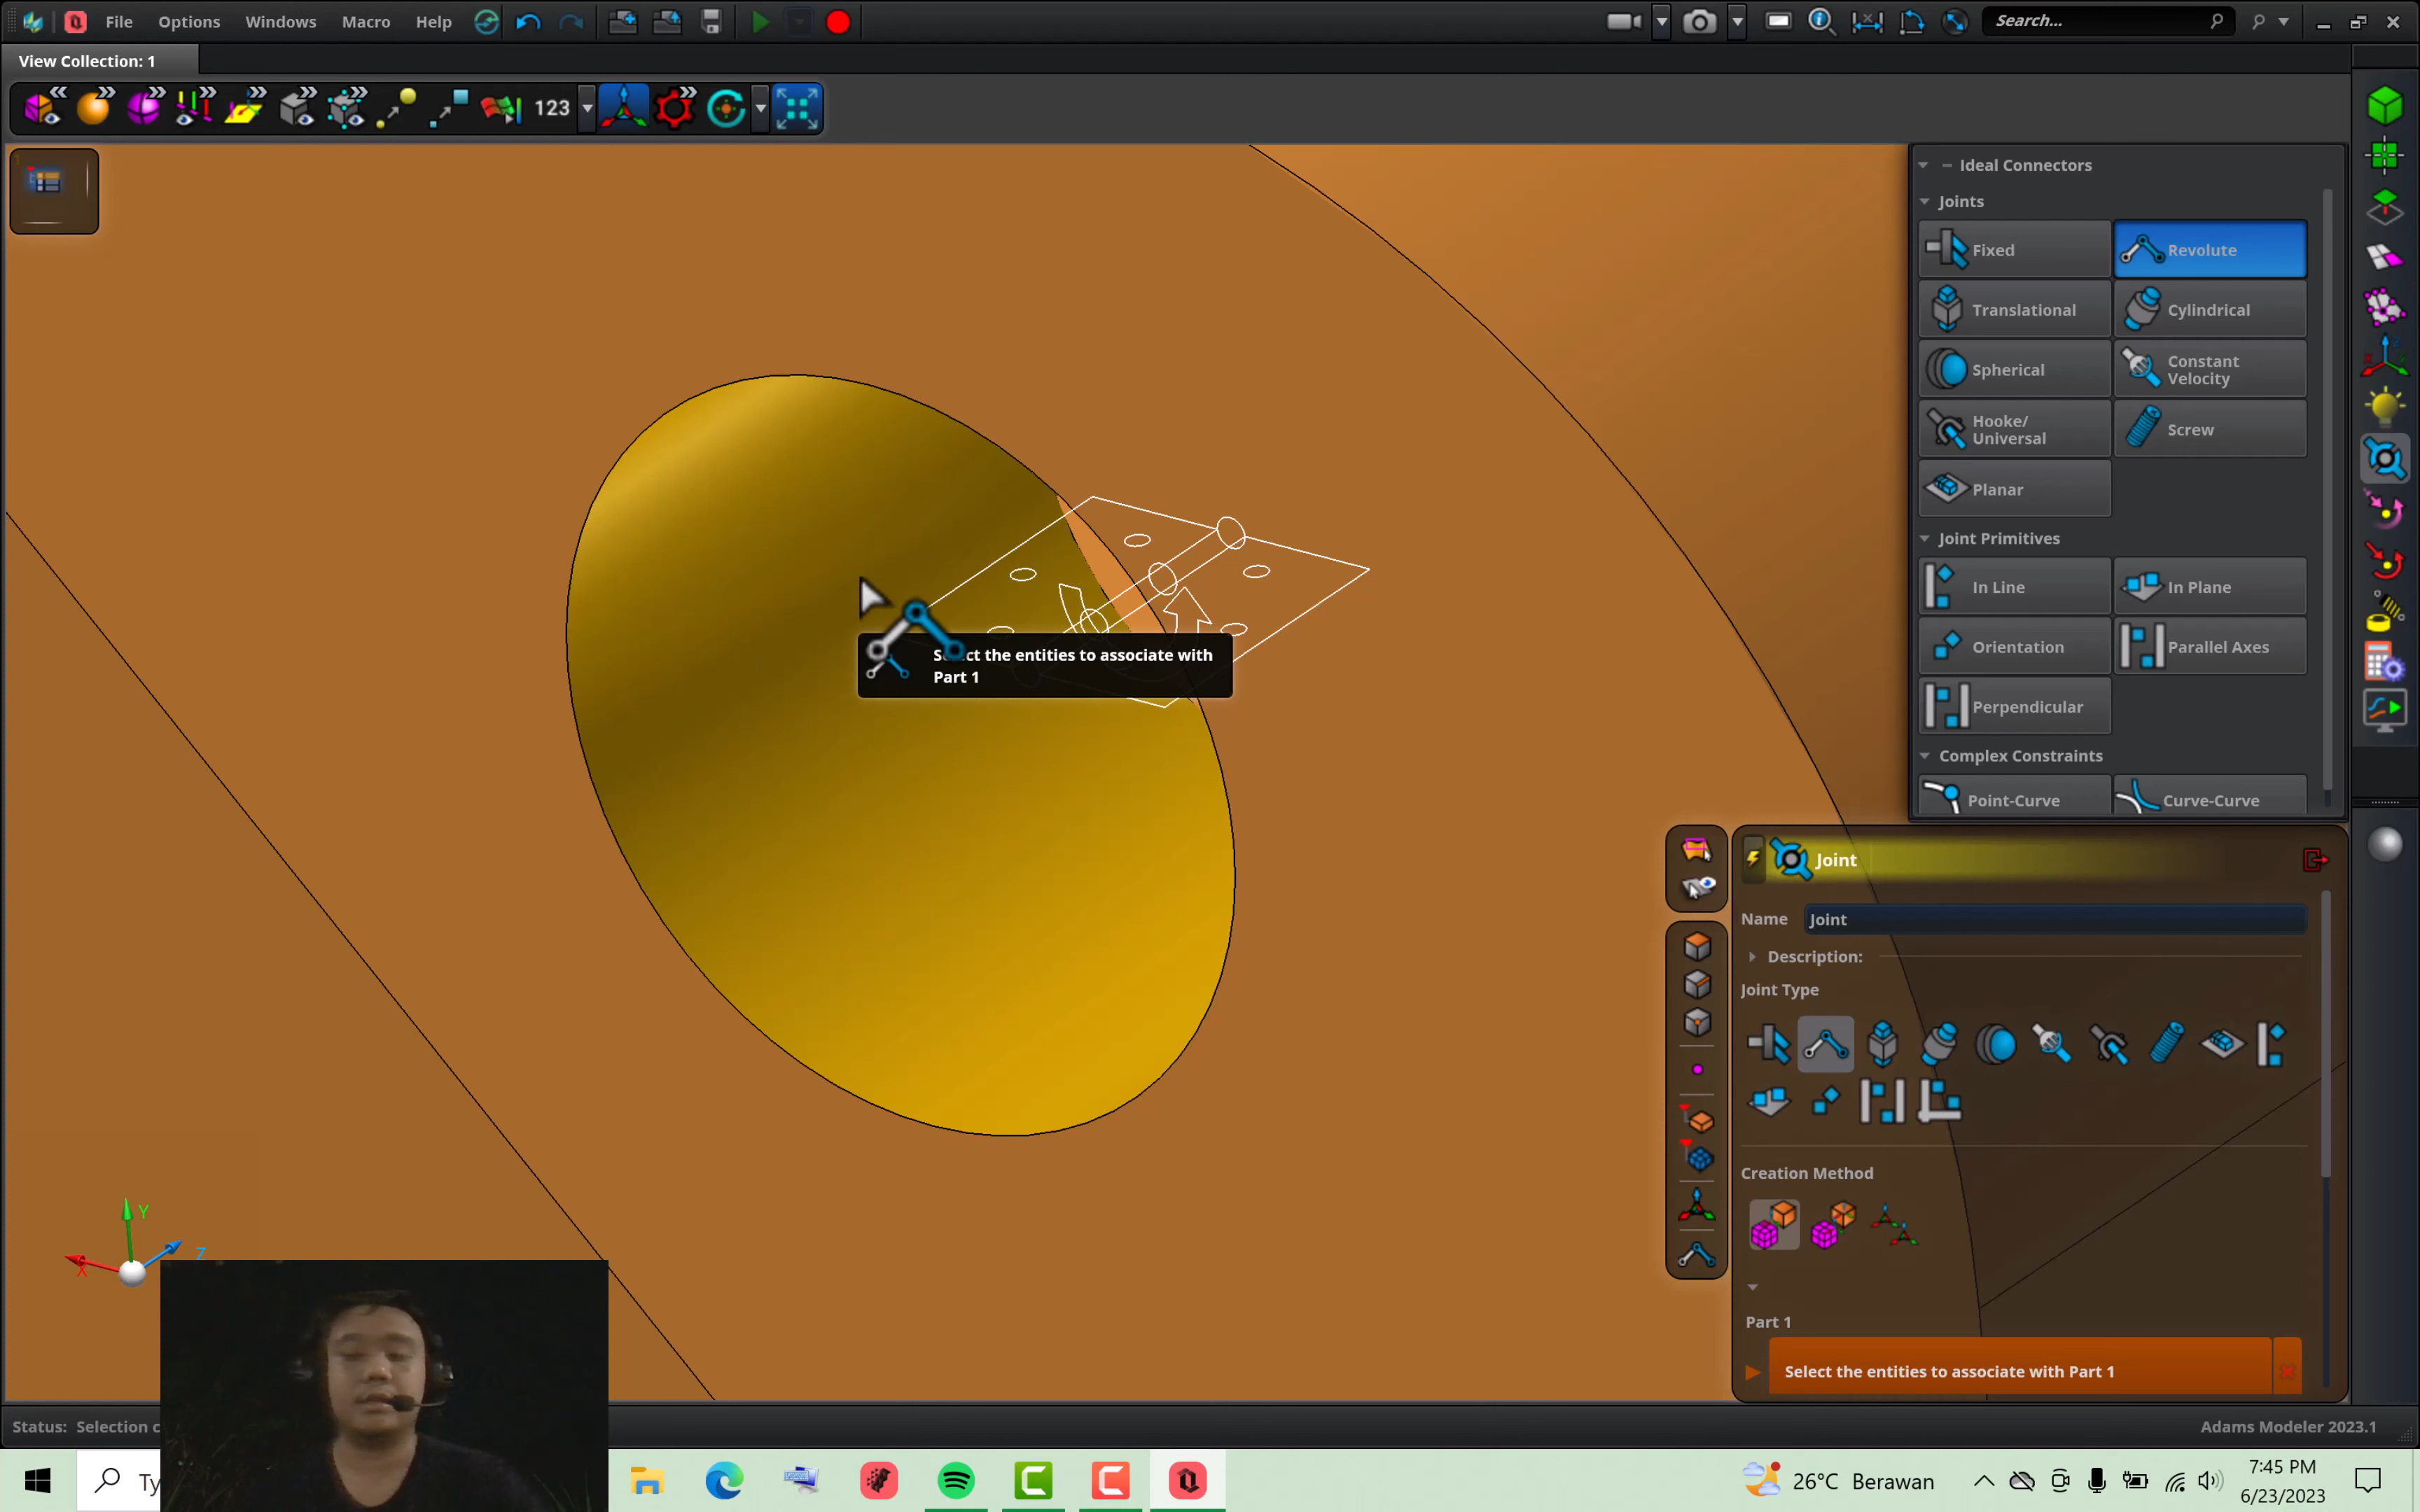 File Options Windows Macro Help
Search...
View Collection: 1
123
Ideal Connectors
Joints
Fixed Revolute
Translational Cylindrical
Spherical Constant Velocity
Hooke/ Universal Screw
Planar
Joint Primitives
In Line In Plane
Orientation Parallel Axes
Perpendicular
Complex Constraints
Point-Curve Curve-Curve
Select the entities to associate with
Part 1
Joint
Name Joint
Description:
Joint Type
Creation Method
Part 1
Select the entities to associate with Part 1
Y
X
Z
Status: Selection c
Adams Modeler 2023.1
Ty
26°C Berawan
7:45 PM
6/23/2023